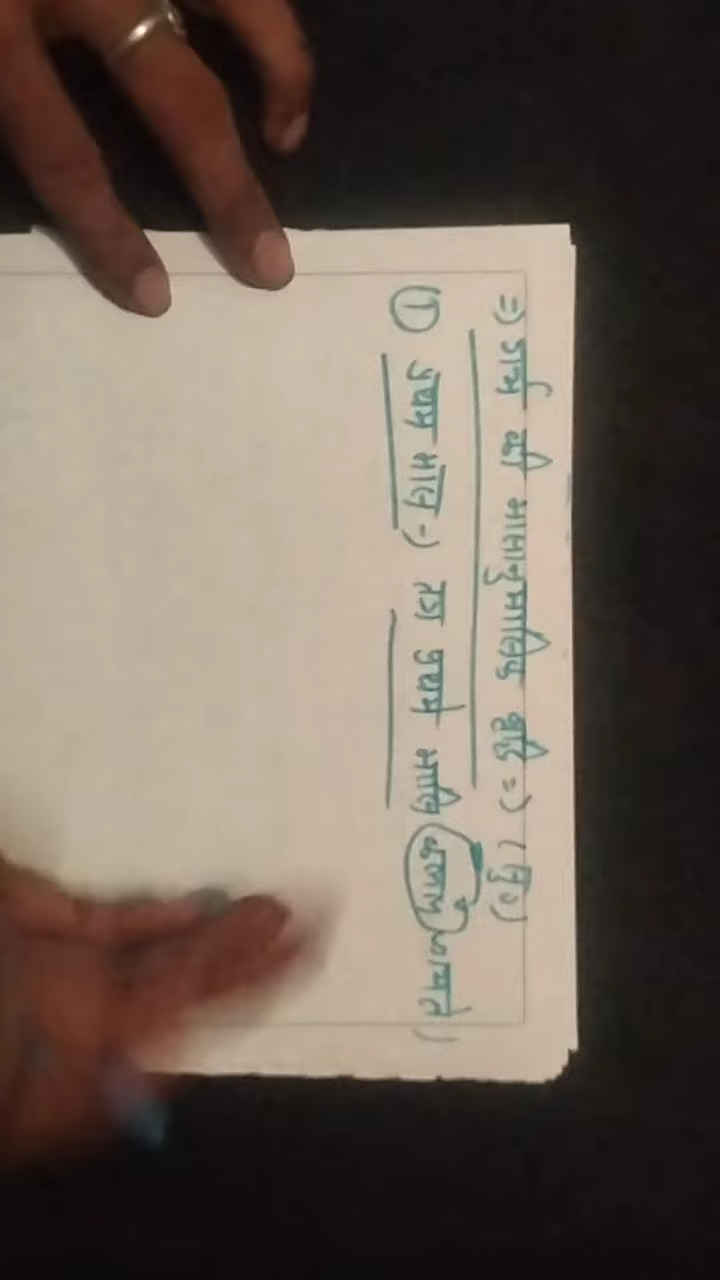 =) गर्भ की मासानुमासिक वृद्धि =) (सु०)
① प्रथम मास -) तत्र प्रथमे मासि कललं जायते।